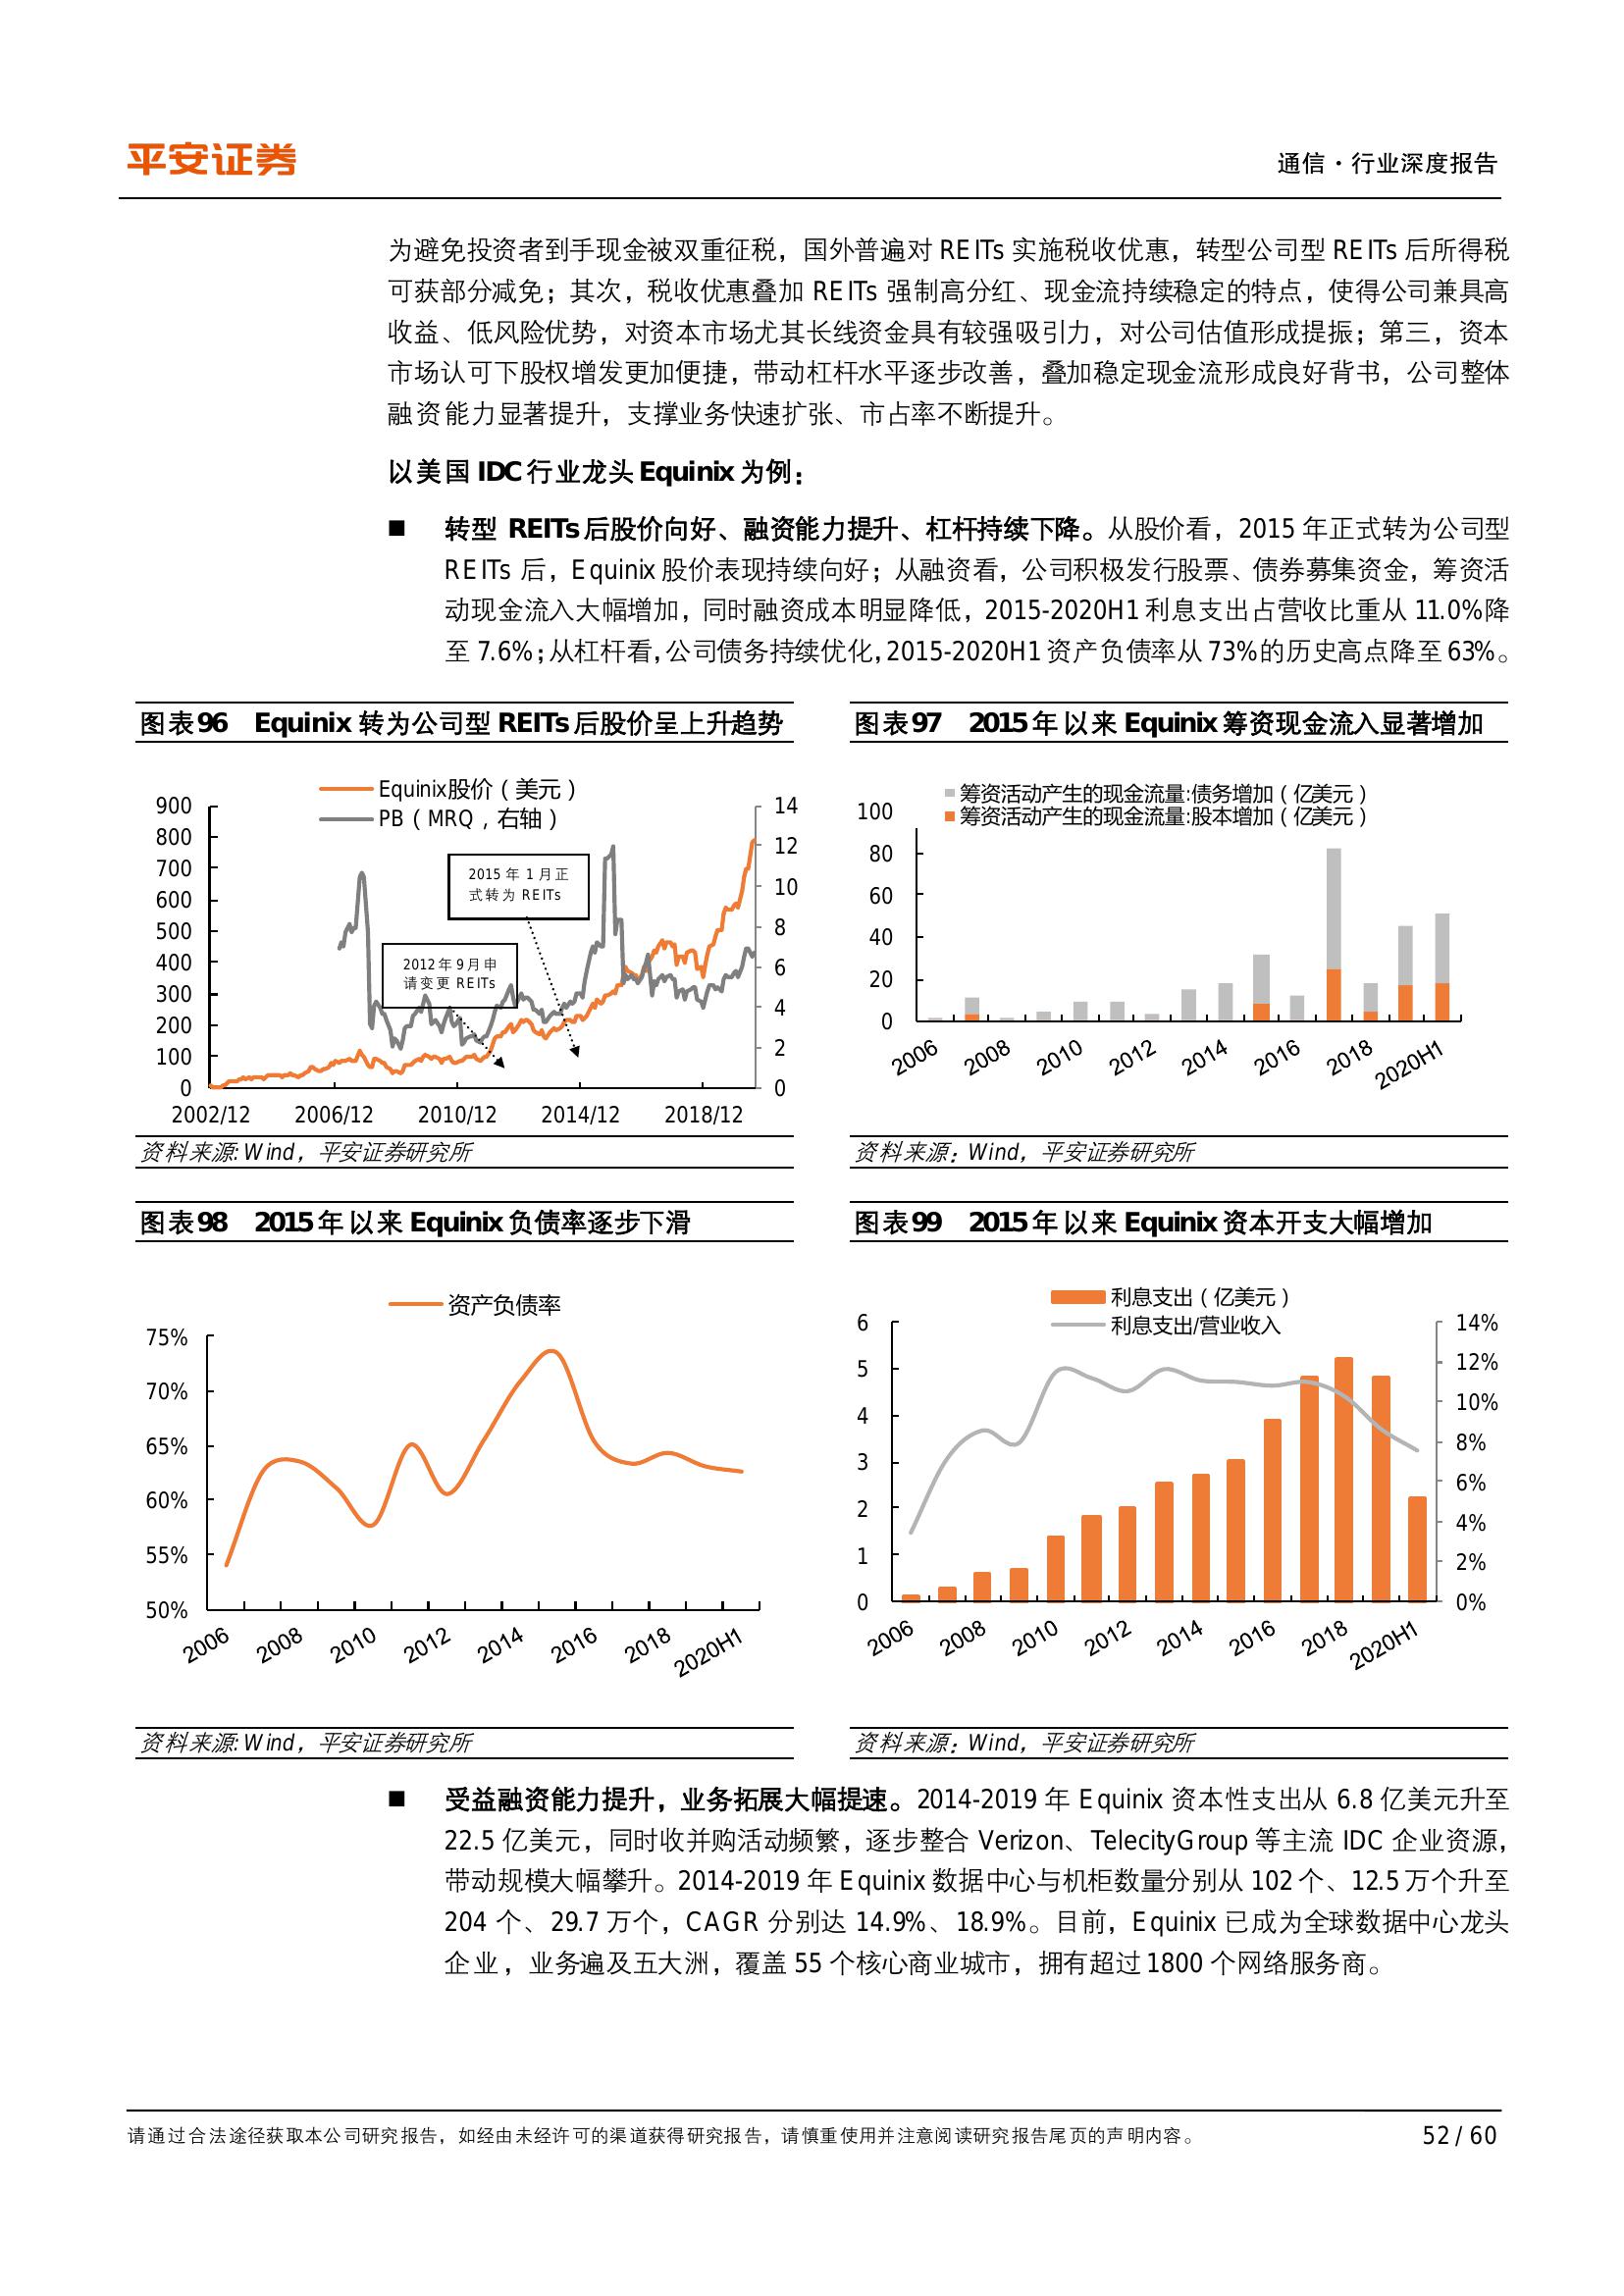 平安证券
通信·行业深度报告
为避免投资者到手现金被双重征税，国外普遍对 REITs 实施税收优惠，转型公司型 REITs 后所得税
可获部分减免；其次，税收优惠叠加 REITs 强制高分红、现金流持续稳定的特点，使得公司兼具高
收益、低风险优势，对资本市场尤其长线资金具有较强吸引力，对公司估值形成提振；第三，资本
市场认可下股权增发更加便捷，带动杠杆水平逐步改善，叠加稳定现金流形成良好背书，公司整体
融资能力显著提升，支撑业务快速扩张、市占率不断提升。
以美国 IDC 行业龙头 Equinix 为例：
■ 转型 REITs 后股价向好、融资能力提升、杠杆持续下降。从股价看，2015 年正式转为公司型
REITs 后，Equinix 股价表现持续向好；从融资看，公司积极发行股票、债券募集资金，筹资活
动现金流入大幅增加，同时融资成本明显降低，2015-2020H1 利息支出占营收比重从 11.0%降
至 7.6%；从杠杆看，公司债务持续优化，2015-2020H1 资产负债率从 73%的历史高点降至 63%。
图表96 Equinix 转为公司型 REITs 后股价呈上升趋势
Equinix股价（美元）
PB（MRQ，右轴）
900
800
700
600
500
400
300
200
100
0
14
12
10
8
6
4
2
0
2015 年 1 月正
式转为 REITs
2012年9月申
请变更 REITs
2002/12 2006/12 2010/12 2014/12 2018/12
资料来源: Wind，平安证券研究所
图表97 2015 年以来 Equinix 筹资现金流入显著增加
筹资活动产生的现金流量:债务增加（亿美元）
筹资活动产生的现金流量:股本增加（亿美元）
100
80
60
40
20
0
2006 2008 2010 2012 2014 2016 2018 2020H1
资料来源：Wind，平安证券研究所
图表98 2015 年以来 Equinix 负债率逐步下滑
资产负债率
75%
70%
65%
60%
55%
50%
2006 2008 2010 2012 2014 2016 2018 2020H1
资料来源: Wind，平安证券研究所
图表99 2015 年以来 Equinix 资本开支大幅增加
利息支出（亿美元）
利息支出/营业收入
6
5
4
3
2
1
0
14%
12%
10%
8%
6%
4%
2%
0%
2006 2008 2010 2012 2014 2016 2018 2020H1
资料来源：Wind，平安证券研究所
■ 受益融资能力提升，业务拓展大幅提速。2014-2019 年 Equinix 资本性支出从 6.8 亿美元升至
22.5 亿美元，同时收并购活动频繁，逐步整合 Verizon、TelecityGroup 等主流 IDC 企业资源，
带动规模大幅攀升。2014-2019 年 Equinix 数据中心与机柜数量分别从 102 个、12.5 万个升至
204 个、29.7 万个，CAGR 分别达 14.9%、18.9%。目前，Equinix 已成为全球数据中心龙头
企业，业务遍及五大洲，覆盖 55 个核心商业城市，拥有超过 1800 个网络服务商。
请通过合法途径获取本公司研究报告，如经由未经许可的渠道获得研究报告，请慎重使用并注意阅读研究报告尾页的声明内容。
52 / 60